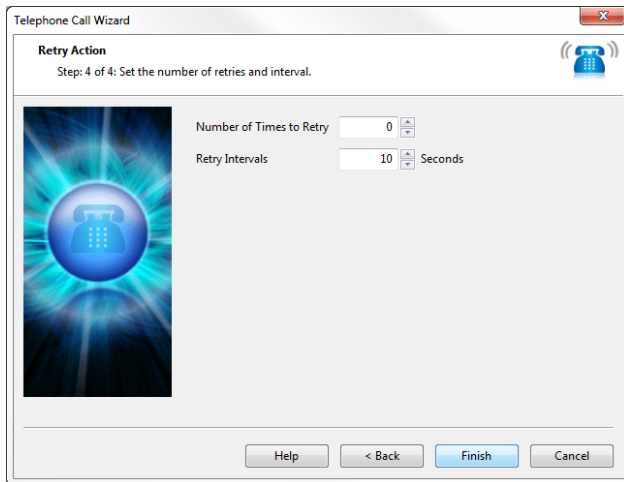 Telephone Call Wizard
Retry Action
Step: 4 of 4: Set the number of retries and interval.
Number of Times to Retry 0
Retry Intervals 10 Seconds
Help < Back Finish Cancel